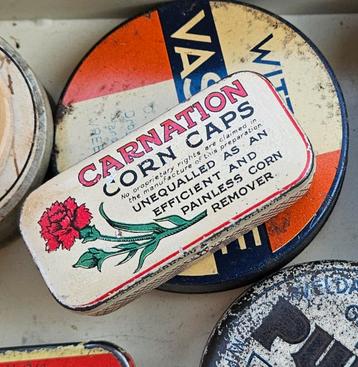 CARNATION
CORN CAPS
No proprietary rights are claimed in
the manufacture of this preparation
UNEQUALLED AS AN
EFFICIENT AND
PAINLESS CORN
REMOVER.
WIT
VAS
E